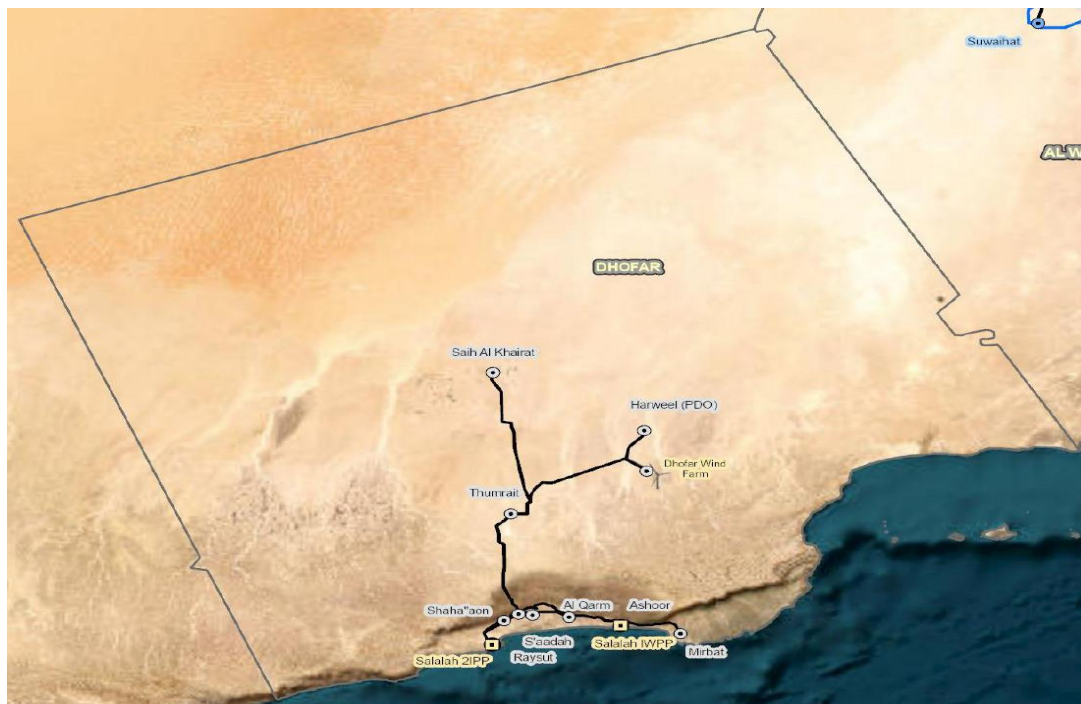 Suwaihat
AL W
DHOFAR
Saih Al Khairat
Harweel (PDO)
Dhofar Wind
Farm
Thumrait
Shaha"aon
Al Qarm
Ashoor
S'aadah
Salalah IWPP
Mirbat
Salalah 2IPP
Raysut